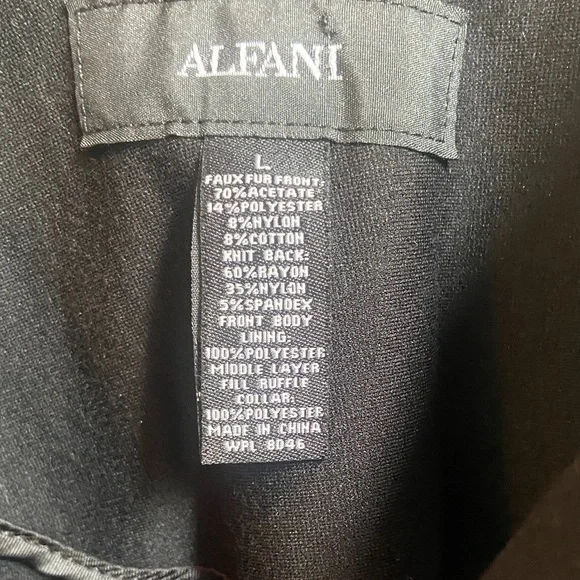 ALFANI
L
FAUX FUR FRONT:
70%ACETATE
14%POLYESTER
8%NYLON
8%COTTON
KNIT BACK:
60%RAYON
35%NYLON
5%SPANDEX
FRONT BODY
LINING:
100%POLYESTER
MIDDLE LAYER
FILL RUFFLE
COLLAR:
100%POLYESTER
MADE IN CHINA
WPL 8046